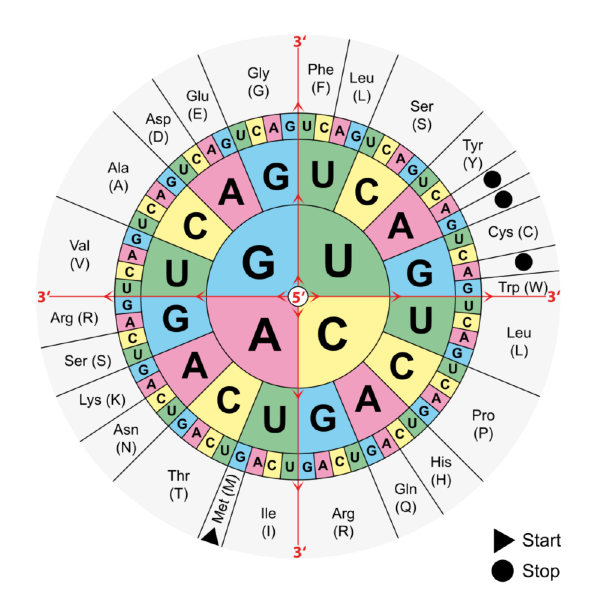 3‘
Phe
(F)
Leu
(L)
Ser
(S)
Tyr
(Y)
Cys (C)
Trp (W)
3‘
Leu
(L)
Pro
(P)
His
(H)
Gln
(Q)
Arg
(R)
3‘
Ile
(I)
Met (M)
Thr
(T)
Asn
(N)
Lys (K)
Ser (S)
Arg (R)
3‘
Val
(V)
Ala
(A)
Asp
(D)
Glu
(E)
Gly
(G)
U C A G U C A G U C A G U C A G
U C A G U C A G U C A G U C A G
U C A G U C A G U C A G U C A G
U C A G U C A G U C A G U C A G
U C A G
U C A G
U C A G
U C A G
G U
5‘
A C
Start
Stop